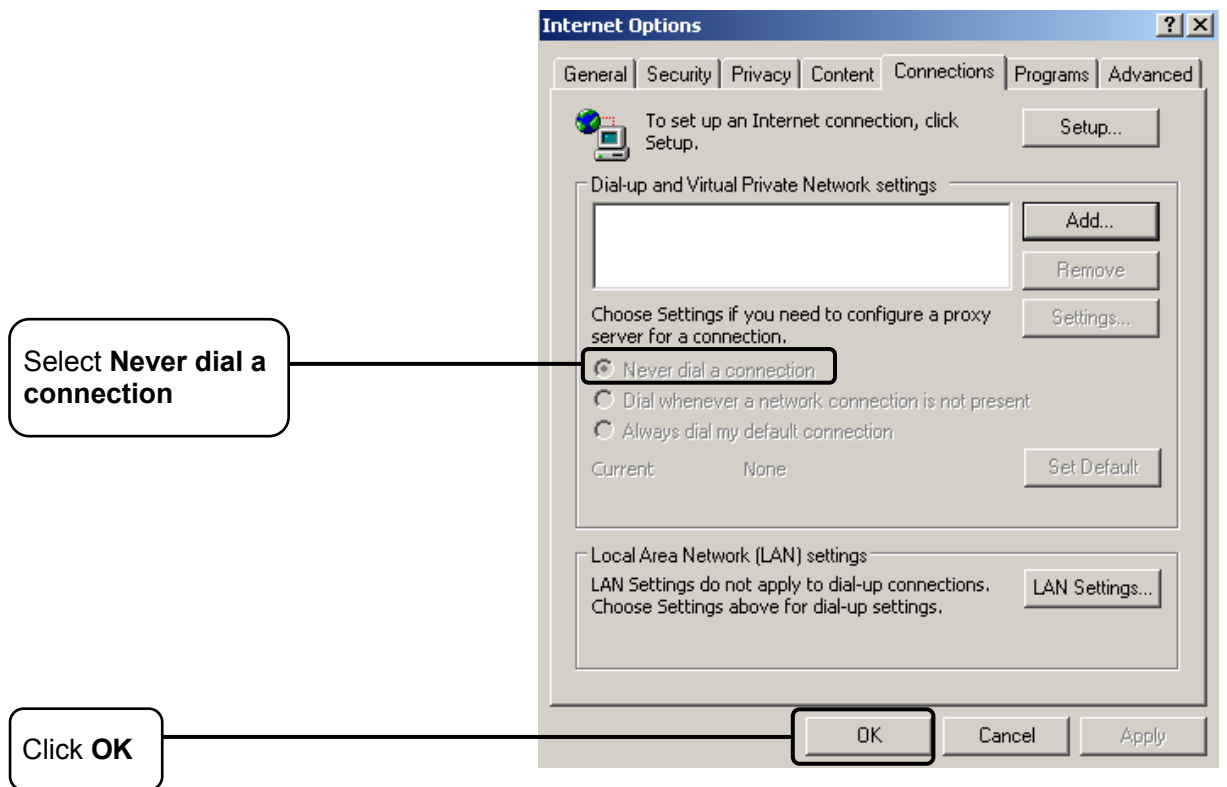 Internet Options
General Security Privacy Content Connections Programs Advanced
To set up an Internet connection, click
Setup.
Setup...
Dial-up and Virtual Private Network settings
Add...
Remove
Choose Settings if you need to configure a proxy
server for a connection.
Settings...
Select Never dial a
connection
Never dial a connection
Dial whenever a network connection is not present
Always dial my default connection
Current None
Set Default
Local Area Network (LAN) settings
LAN Settings do not apply to dial-up connections.
Choose Settings above for dial-up settings.
LAN Settings...
Click OK
OK Cancel Apply